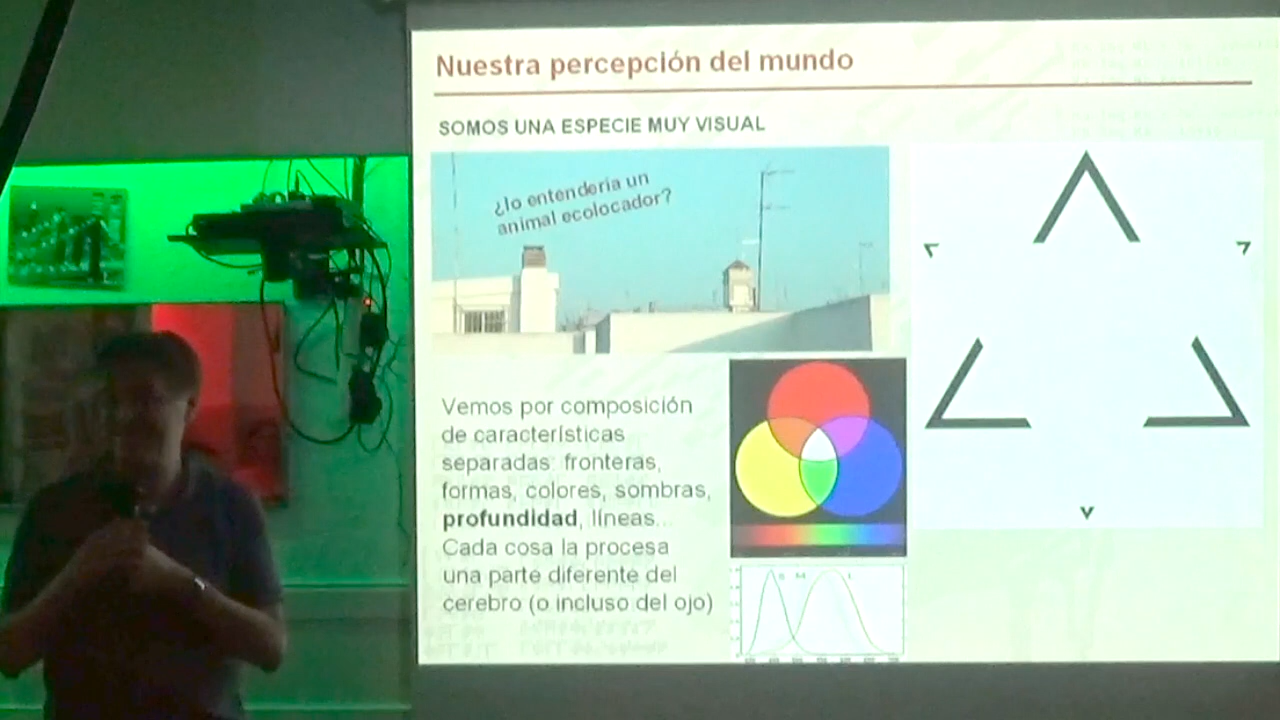 Nuestra percepción del mundo
SOMOS UNA ESPECIE MUY VISUAL
¿lo entendería un
animal ecolocador?
Vemos por composición
de características
separadas: fronteras,
formas, colores, sombras,
profundidad, líneas...
Cada cosa la procesa
una parte diferente del
cerebro (o incluso del ojo)